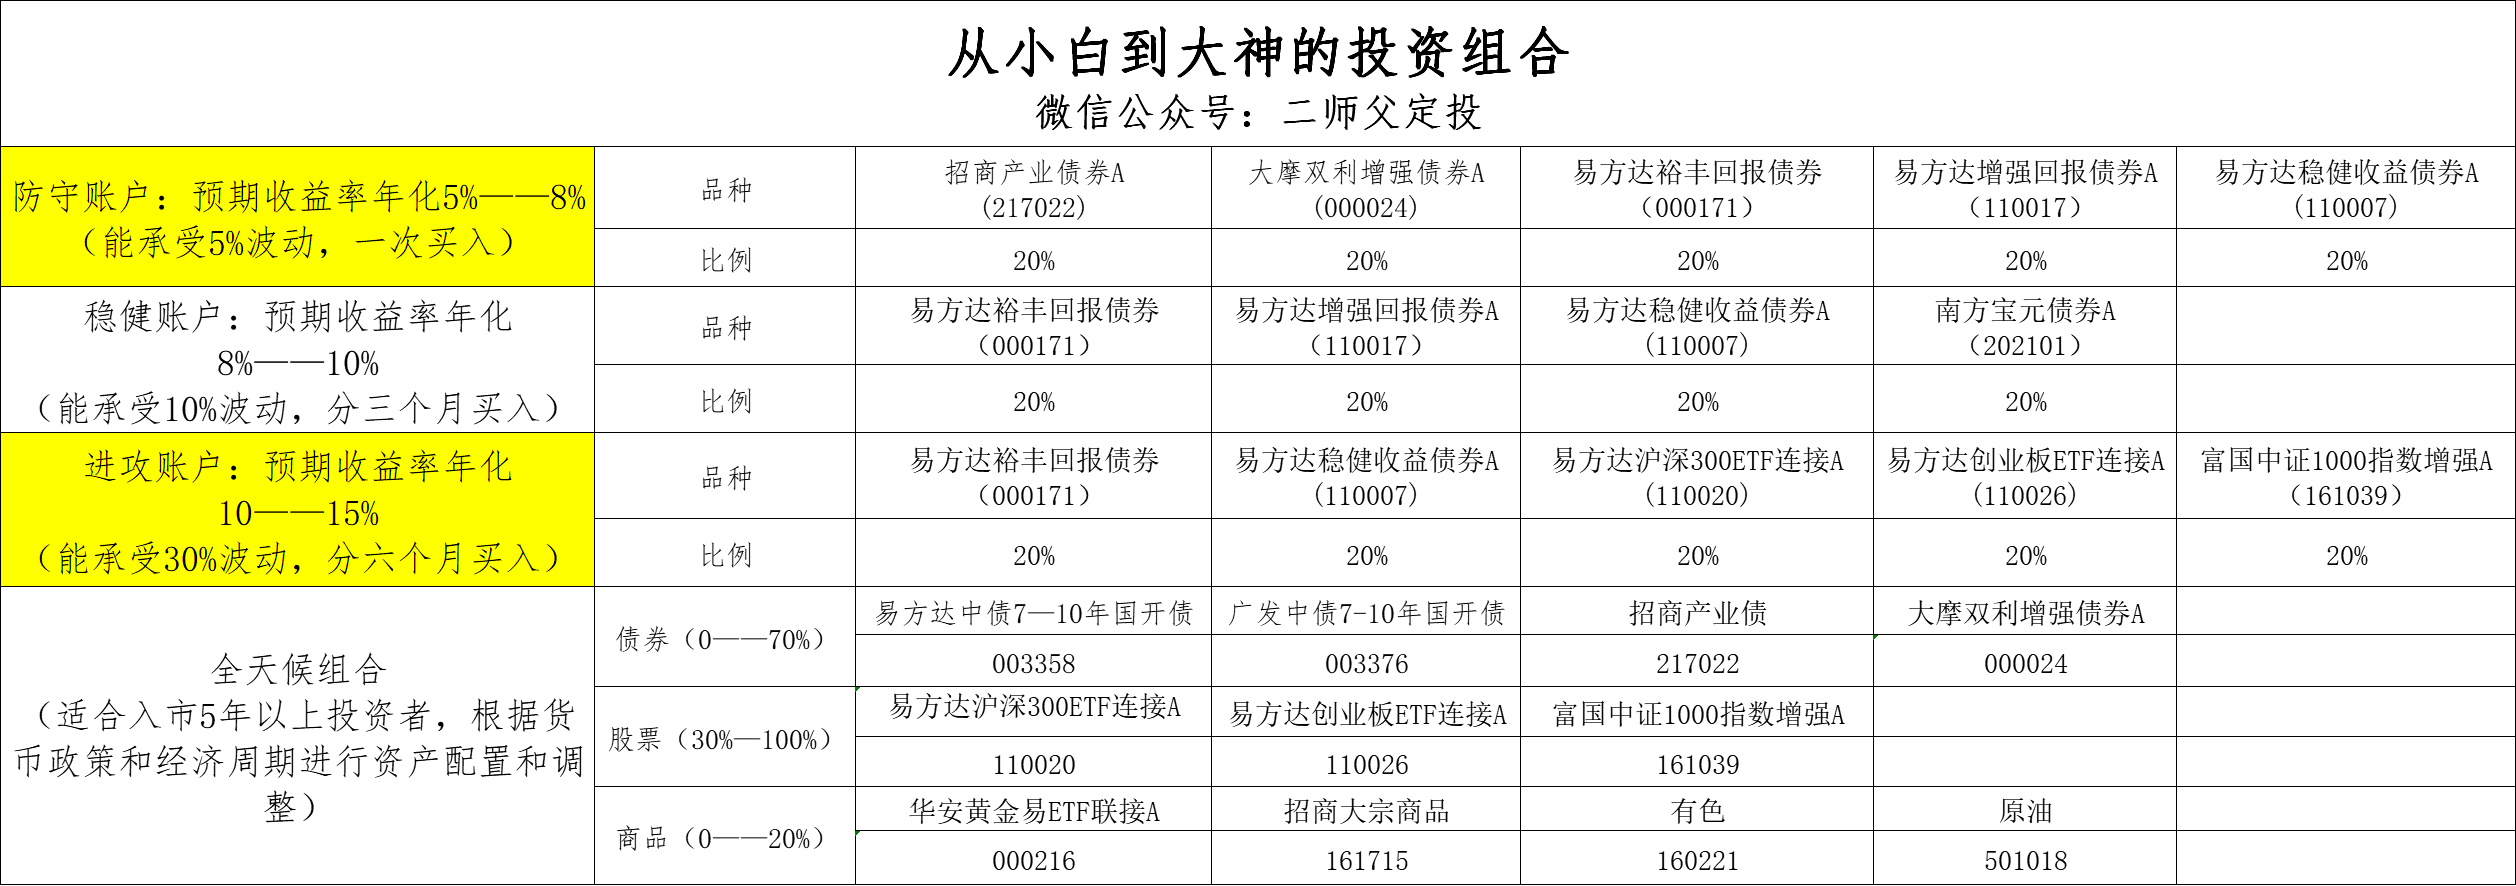 从小白到大神的投资组合
微信公众号：二师父定投
防守账户：预期收益率年化5%——8%
（能承受5%波动，一次买入）
品种
招商产业债券A
(217022)
大摩双利增强债券A
(000024)
易方达裕丰回报债券
（000171）
易方达增强回报债券A
（110017）
易方达稳健收益债券A
(110007)
比例
20%
20%
20%
20%
20%
稳健账户：预期收益率年化
8%——10%
（能承受10%波动，分三个月买入）
品种
易方达裕丰回报债券
（000171）
易方达增强回报债券A
（110017）
易方达稳健收益债券A
(110007)
南方宝元债券A
（202101）
比例
20%
20%
20%
20%
进攻账户：预期收益率年化
10——15%
（能承受30%波动，分六个月买入）
品种
易方达裕丰回报债券
（000171）
易方达稳健收益债券A
(110007)
易方达沪深300ETF连接A
(110020)
易方达创业板ETF连接A
(110026)
富国中证1000指数增强A
（161039）
比例
20%
20%
20%
20%
20%
全天候组合
（适合入市5年以上投资者，根据货
币政策和经济周期进行资产配置和调
整）
债券（0——70%）
易方达中债7—10年国开债
广发中债7-10年国开债
招商产业债
大摩双利增强债券A
003358
003376
217022
000024
股票（30%—100%）
易方达沪深300ETF连接A
易方达创业板ETF连接A
富国中证1000指数增强A
110020
110026
161039
商品（0——20%）
华安黄金易ETF联接A
招商大宗商品
有色
原油
000216
161715
160221
501018